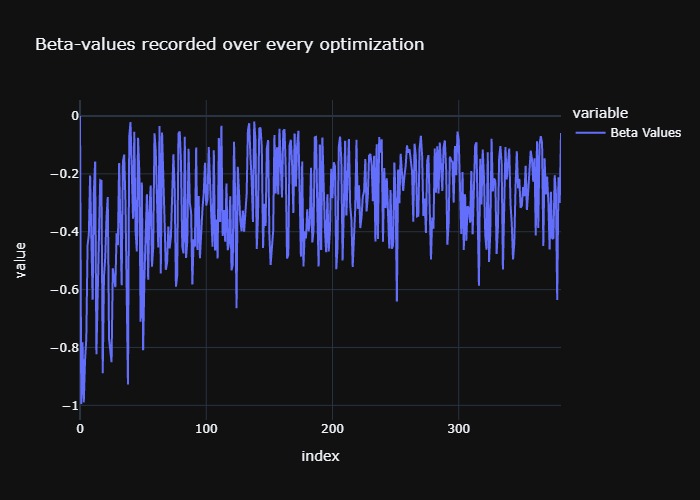 Beta-values recorded over every optimization
variable
Beta Values
0
−0.2
−0.4
−0.6
−0.8
−1
value
0
100
200
300
index